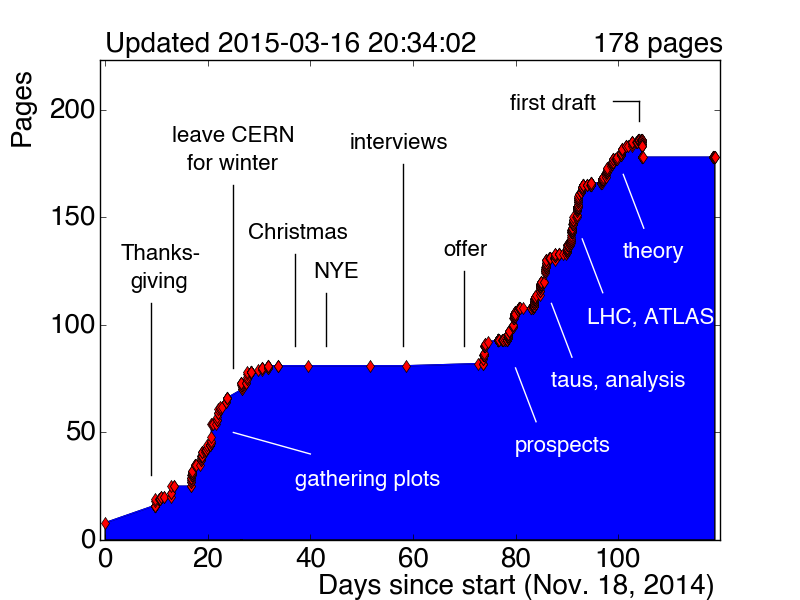 Updated 2015-03-16 20:34:02 178 pages
Pages
200
150
100
50
0
first draft
leave CERN
for winter
interviews
Christmas
Thanks-
giving
NYE
offer
theory
LHC, ATLAS
taus, analysis
prospects
gathering plots
0 20 40 60 80 100
Days since start (Nov. 18, 2014)